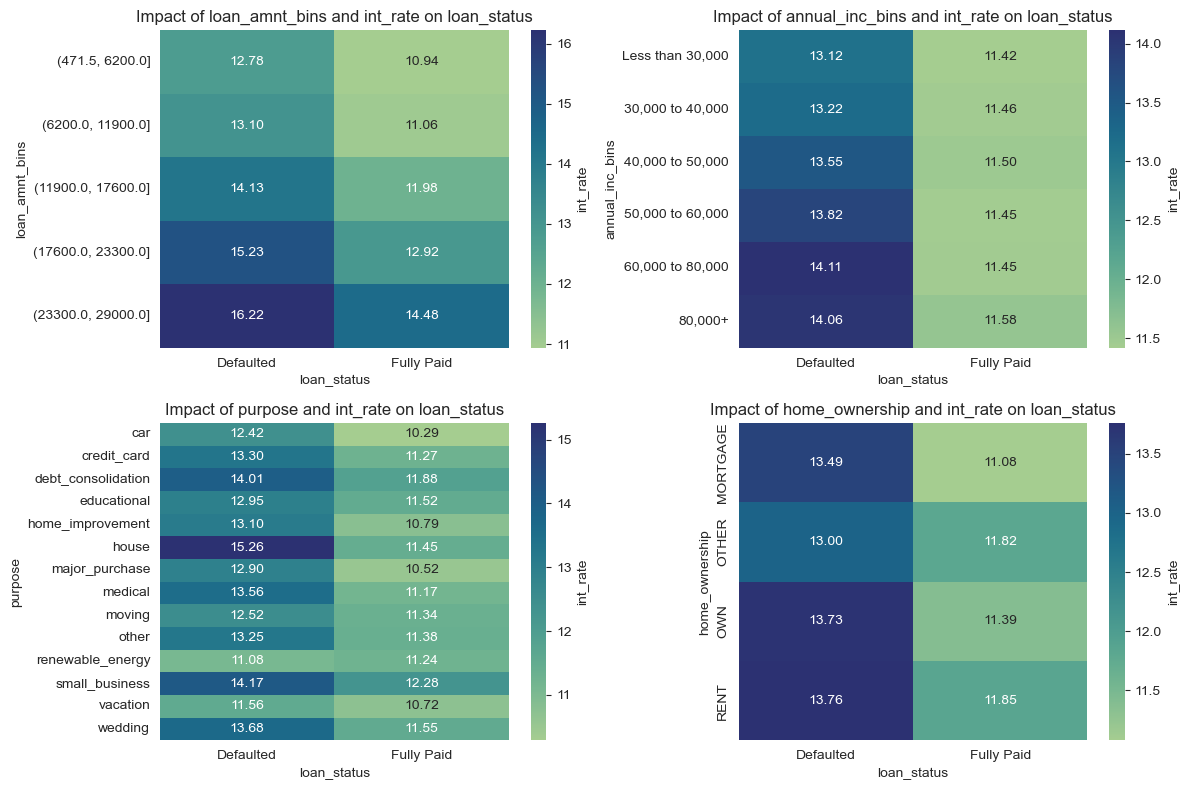 Impact of loan_amnt_bins and int_rate on loan_status
loan_amnt_bins
(471.5, 6200.0] 12.78 10.94
(6200.0, 11900.0] 13.10 11.06
(11900.0, 17600.0] 14.13 11.98
(17600.0, 23300.0] 15.23 12.92
(23300.0, 29000.0] 16.22 14.48
Defaulted Fully Paid
loan_status
16
15
14
13
12
11
int_rate
Impact of annual_inc_bins and int_rate on loan_status
annual_inc_bins
Less than 30,000 13.12 11.42
30,000 to 40,000 13.22 11.46
40,000 to 50,000 13.55 11.50
50,000 to 60,000 13.82 11.45
60,000 to 80,000 14.11 11.45
80,000+ 14.06 11.58
Defaulted Fully Paid
loan_status
14.0
13.5
13.0
12.5
12.0
11.5
int_rate
Impact of purpose and int_rate on loan_status
purpose
car 12.42 10.29
credit_card 13.30 11.27
debt_consolidation 14.01 11.88
educational 12.95 11.52
home_improvement 13.10 10.79
house 15.26 11.45
major_purchase 12.90 10.52
medical 13.56 11.17
moving 12.52 11.34
other 13.25 11.38
renewable_energy 11.08 11.24
small_business 14.17 12.28
vacation 11.56 10.72
wedding 13.68 11.55
Defaulted Fully Paid
loan_status
15
14
13
12
11
int_rate
Impact of home_ownership and int_rate on loan_status
home_ownership
MORTGAGE 13.49 11.08
OTHER 13.00 11.82
OWN 13.73 11.39
RENT 13.76 11.85
Defaulted Fully Paid
loan_status
13.5
13.0
12.5
12.0
11.5
int_rate